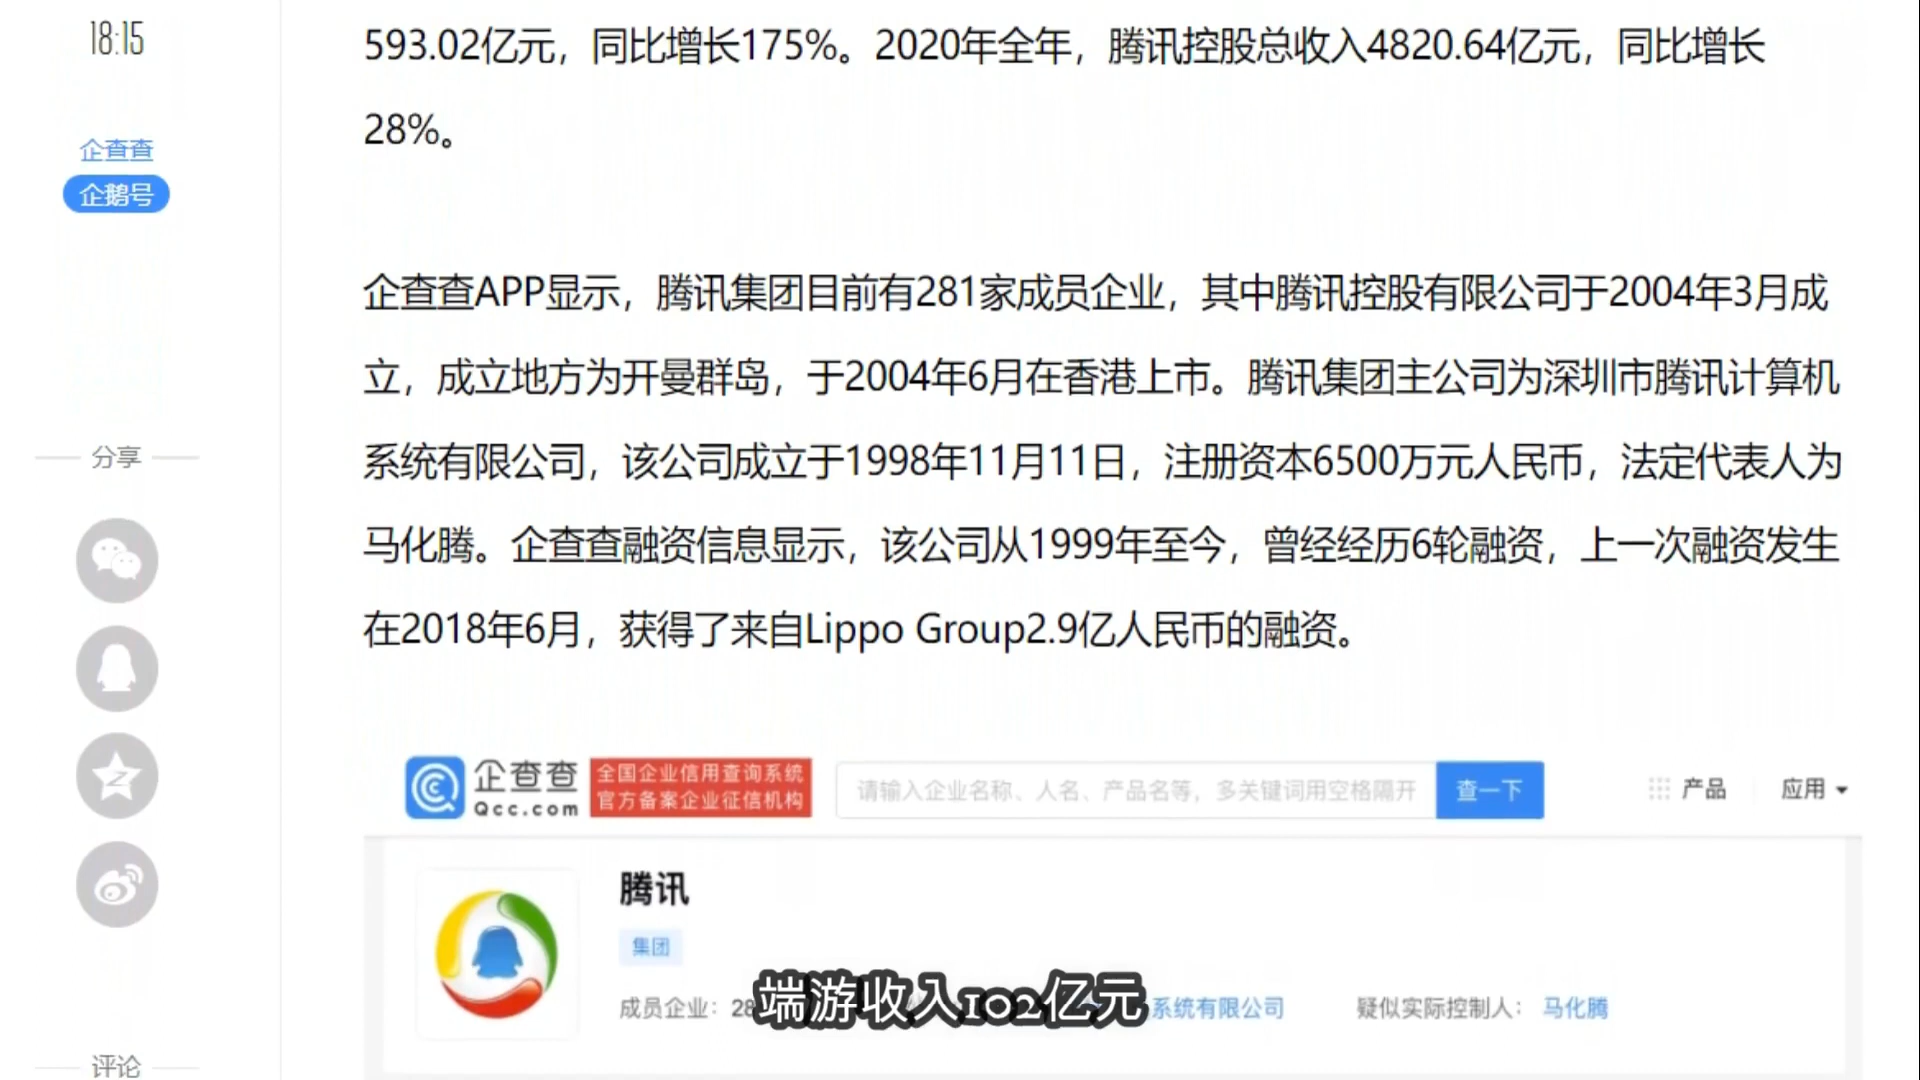 18:15
企查查
企鹅号
分享
评论
593.02亿元，同比增长175%。2020年全年，腾讯控股总收入4820.64亿元，同比增长
28%。
企查查APP显示，腾讯集团目前有281家成员企业，其中腾讯控股有限公司于2004年3月成
立，成立地方为开曼群岛，于2004年6月在香港上市。腾讯集团主公司为深圳市腾讯计算机
系统有限公司，该公司成立于1998年11月11日，注册资本6500万元人民币，法定代表人为
马化腾。企查查融资信息显示，该公司从1999年至今，曾经经历6轮融资，上一次融资发生
在2018年6月，获得了来自Lippo Group2.9亿人民币的融资。
企查查
Qcc.com
全国企业信用查询系统
官方备案企业征信机构
请输入企业名称、人名、产品名等，多关键词用空格隔开
查一下
产品
应用
腾讯
集团
成员企业：28
系统有限公司
疑似实际控制人：马化腾
端游收入102亿元